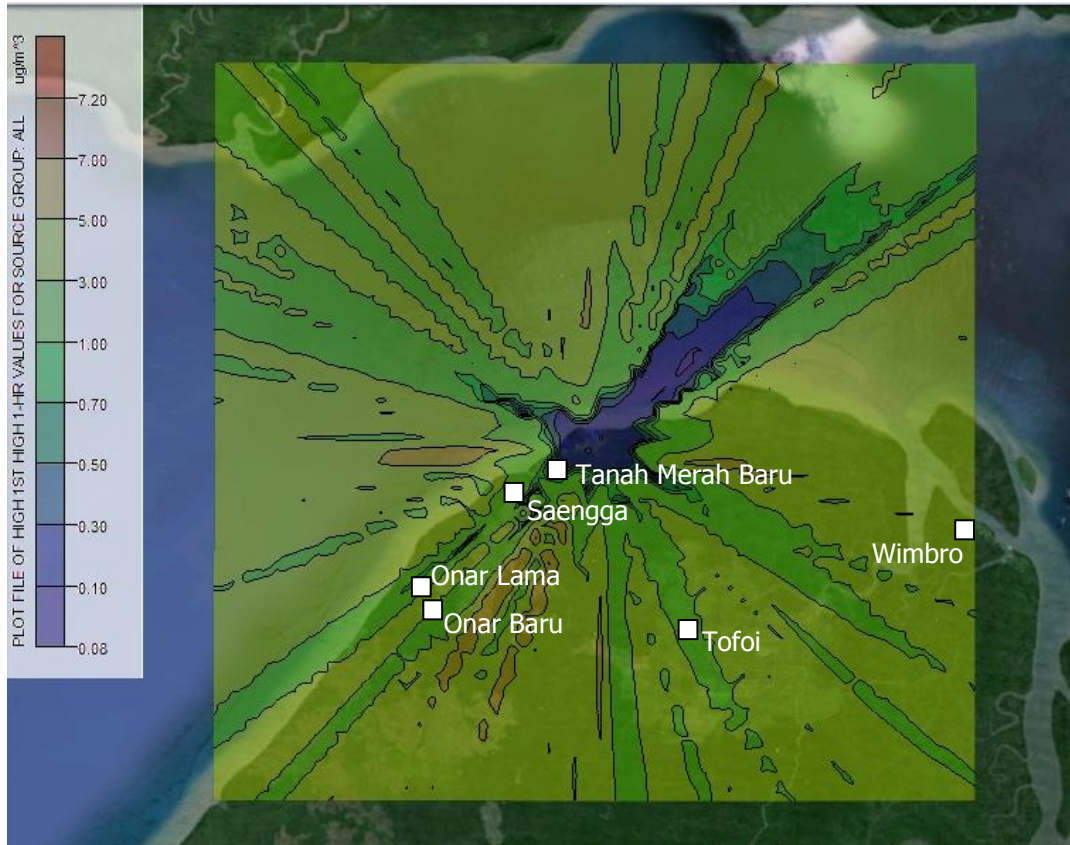 PLOT FILE OF HIGH 1ST HIGH 1-HR VALUES FOR SOURCE GROUP: ALL
ug/m^3
7.20
7.00
5.00
3.00
1.00
0.70
0.50
0.30
0.10
0.08
Tanah Merah Baru
Saengga
Wimbro
Onar Lama
Onar Baru
Tofoi